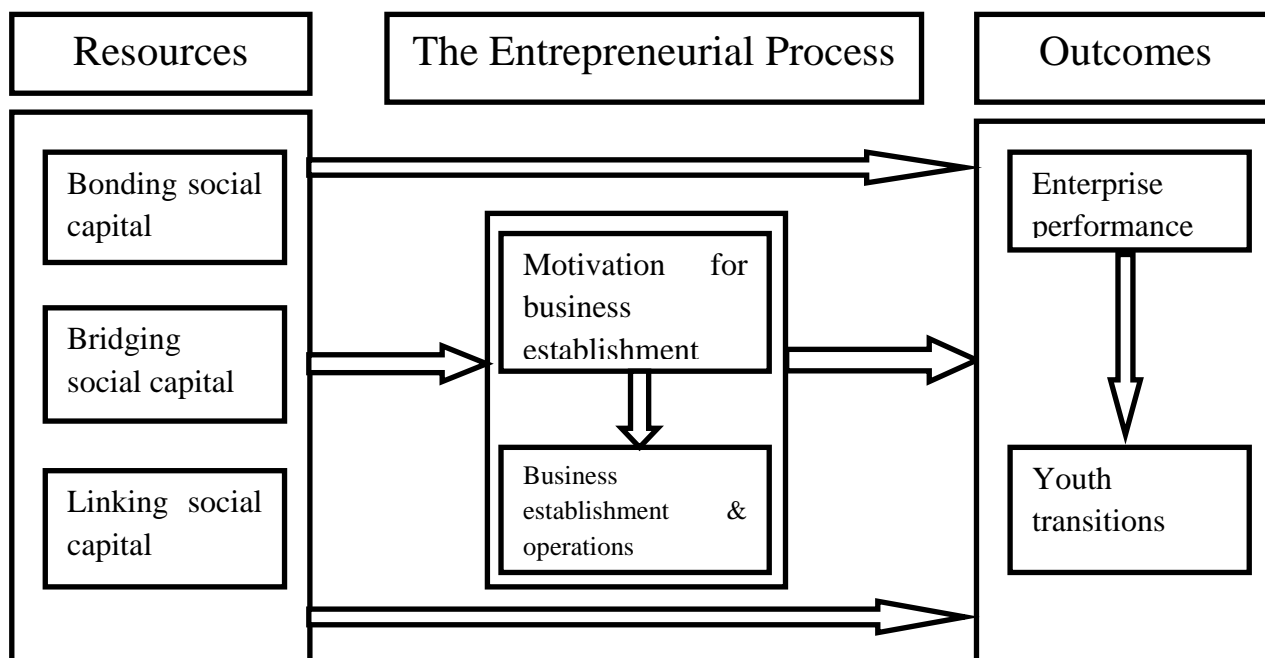 Resources
The Entrepreneurial Process
Outcomes
Bonding social
capital
Bridging
social capital
Linking social
capital
Motivation for
business
establishment
Business
establishment &
operations
Enterprise
performance
Youth
transitions